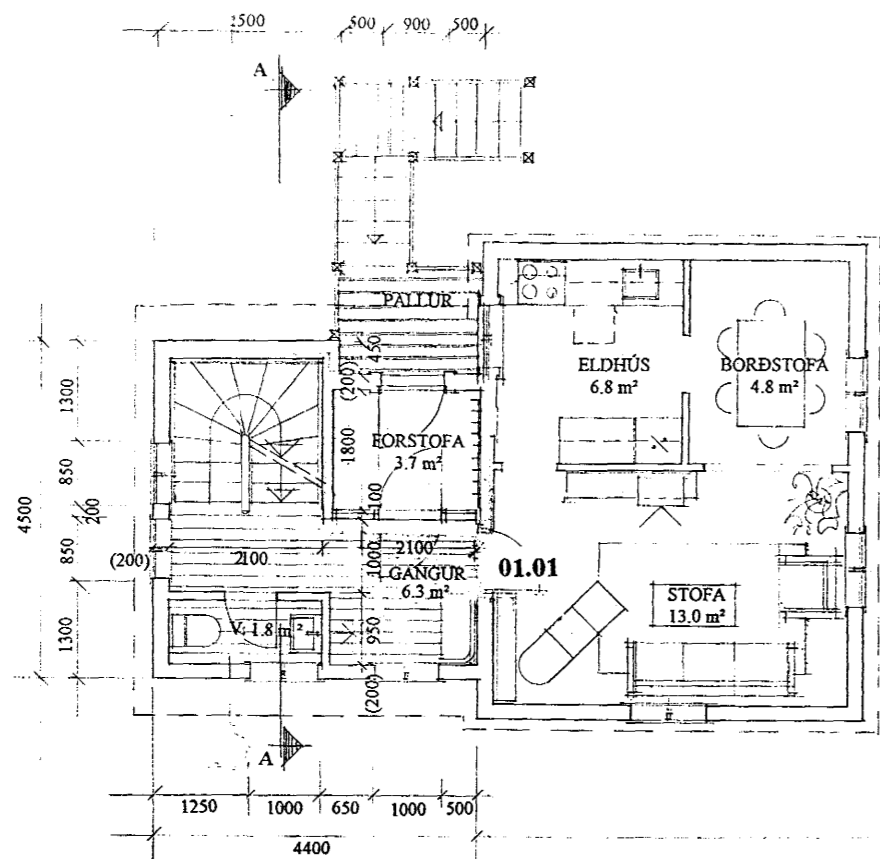 1500 500 900 500
A
PALLUR
450
(200)
ELDHÚS
6.8 m²
BORÐSTOFA
4.8 m²
1300
FORSTOFA
3.7 m²
1800
850
4500
200
100
850
(200)
2100
1000
2100
GANGUR
6.3 m²
01.01
STOFA
13.0 m²
1300
V. 1.8 m²
950
(200)
A
1250 1000 650 1000 500
4400